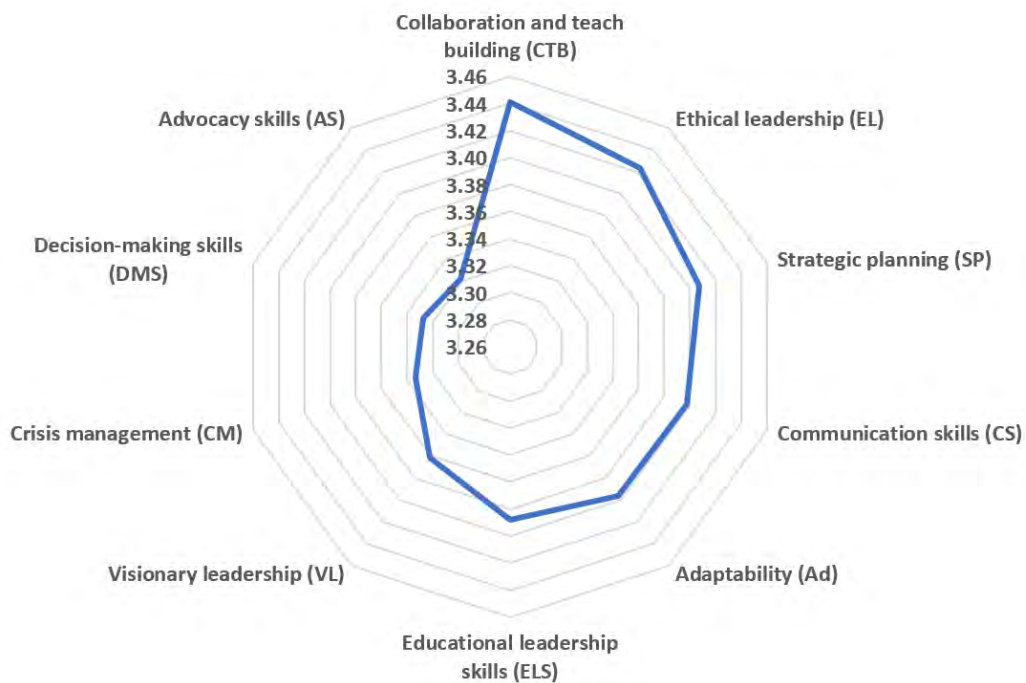 Collaboration and teach
building (CTB)
3.46
3.44
3.42
3.40
3.38
3.36
3.34
3.32
3.30
3.28
3.26
Ethical leadership (EL)
Strategic planning (SP)
Communication skills (CS)
Adaptability (Ad)
Educational leadership
skills (ELS)
Visionary leadership (VL)
Crisis management (CM)
Decision-making skills
(DMS)
Advocacy skills (AS)